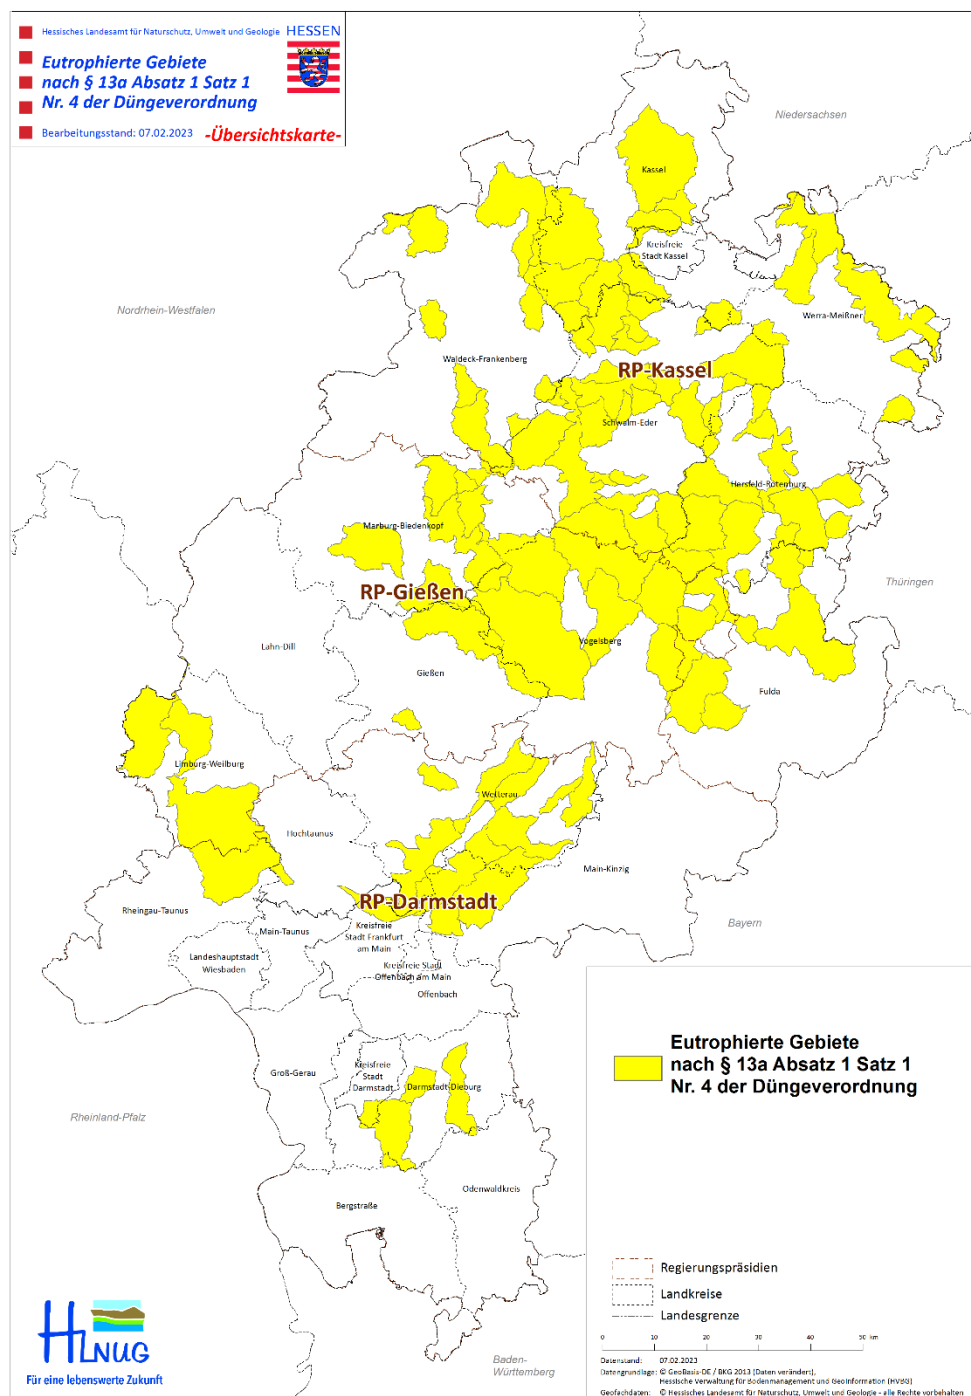 Hessisches Landesamt für Naturschutz, Umwelt und Geologie
HESSEN
Eutrophierte Gebiete
nach § 13a Absatz 1 Satz 1
Nr. 4 der Düngeverordnung
Bearbeitungsstand: 07.02.2023
-Übersichtskarte-
Niedersachsen
Kassel
Kreisfreie
Stadt Kassel
Nordrhein-Westfalen
Werra-Meißner
Waldeck-Frankenberg
RP-Kassel
Schwalm-Eder
Hersfeld-Rotenburg
Marburg-Biedenkopf
Thüringen
RP-Gießen
Vogelsberg
Lahn-Dill
Gießen
Fulda
Limburg-Weilburg
Wetterau
Hochtaunus
Main-Kinzig
RP-Darmstadt
Rheingau-Taunus
Bayern
Main-Taunus
Kreisfreie
Stadt Frankfurt
am Main
Landeshauptstadt
Wiesbaden
Kreisfreie Stadt
Offenbach am Main
Offenbach
Groß-Gerau
Kreisfreie
Stadt
Darmstadt
Darmstadt-Dieburg
Rheinland-Pfalz
Odenwaldkreis
Bergstraße
Baden-
Württemberg
Eutrophierte Gebiete
nach § 13a Absatz 1 Satz 1
Nr. 4 der Düngeverordnung
Regierungspräsidien
Landkreise
Landesgrenze
0 10 20 30 40 50 km
HLNUG
Für eine lebenswerte Zukunft
Datenstand: 07.02.2023
Datengrundlage: © GeoBasis-DE / BKG 2013 (Daten verändert),
Hessische Verwaltung für Bodenmanagement und Geoinformation (HVBG)
Geofachdaten: © Hessisches Landesamt für Naturschutz, Umwelt und Geologie - alle Rechte vorbehalten